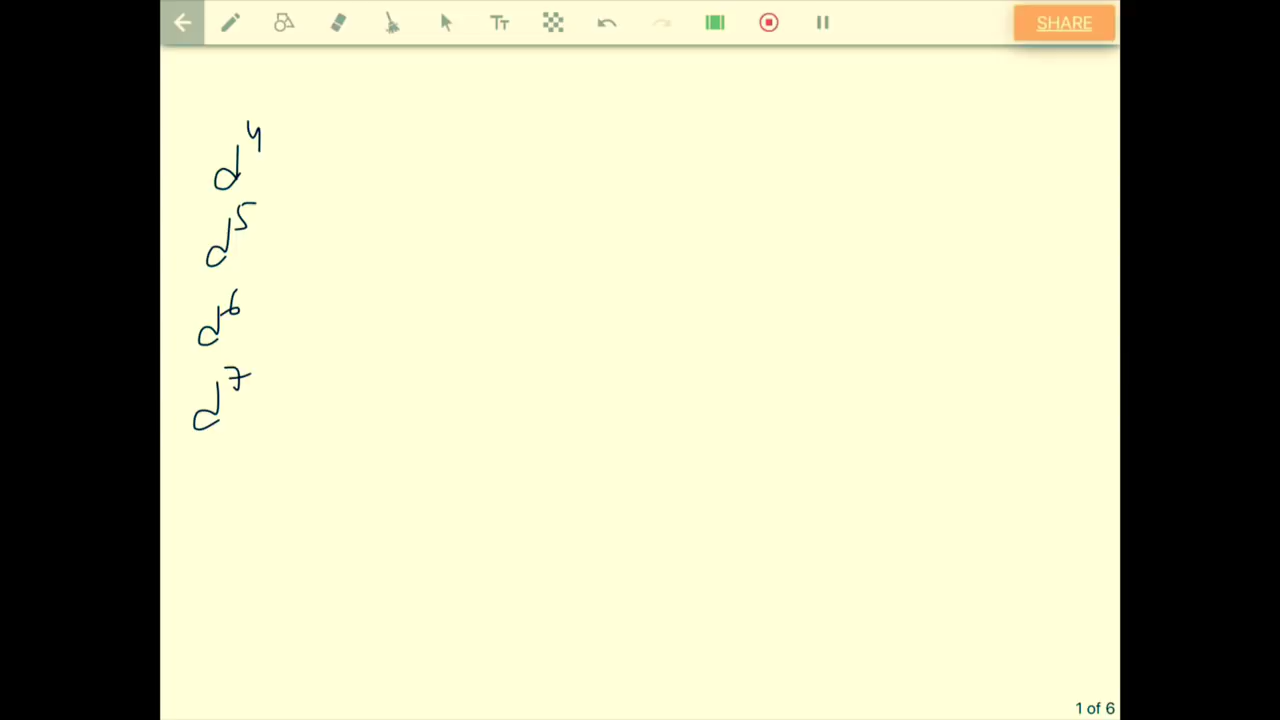 SHARE
d⁴
d⁵
d⁶
d⁷
1 of 6